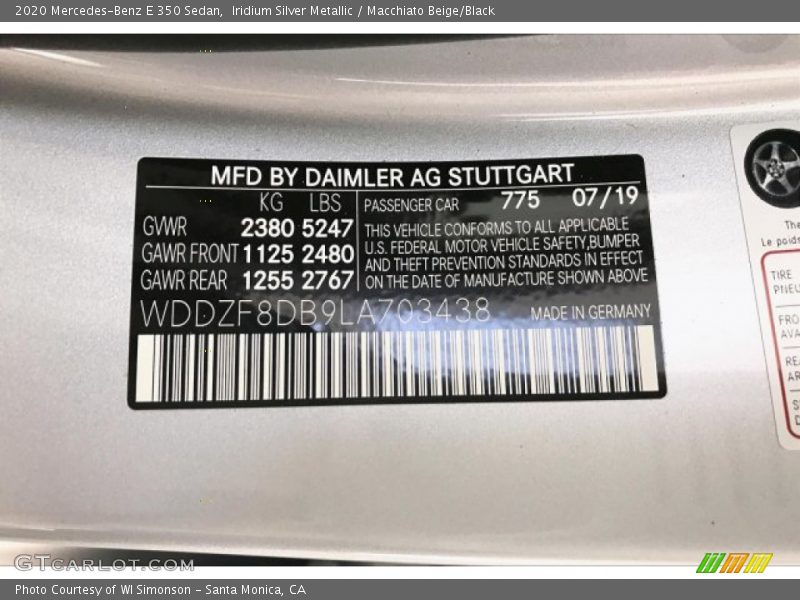 2020 Mercedes-Benz E 350 Sedan, Iridium Silver Metallic / Macchiato Beige/Black
MFD BY DAIMLER AG STUTTGART
KG LBS
GVWR 2380 5247
GAWR FRONT 1125 2480
GAWR REAR 1255 2767
PASSENGER CAR 775 07/19
THIS VEHICLE CONFORMS TO ALL APPLICABLE
U.S. FEDERAL MOTOR VEHICLE SAFETY,BUMPER
AND THEFT PREVENTION STANDARDS IN EFFECT
ON THE DATE OF MANUFACTURE SHOWN ABOVE
WDDZF8DB9LA703438 MADE IN GERMANY
The
Le poids
TIRE
GTCARLOT.COM
Photo Courtesy of WI Simonson - Santa Monica, CA